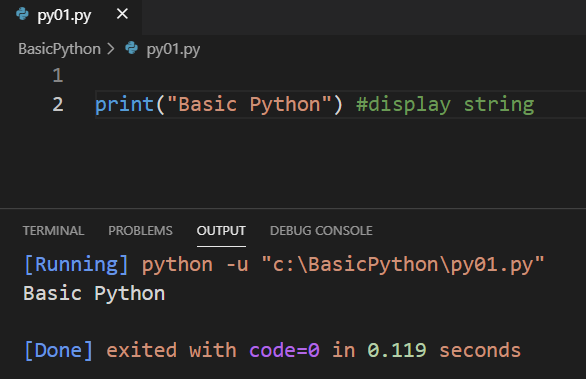 py01.py ×
BasicPython > py01.py
1
2 print("Basic Python") #display string
TERMINAL PROBLEMS OUTPUT DEBUG CONSOLE
[Running] python -u "c:\BasicPython\py01.py"
Basic Python
[Done] exited with code=0 in 0.119 seconds